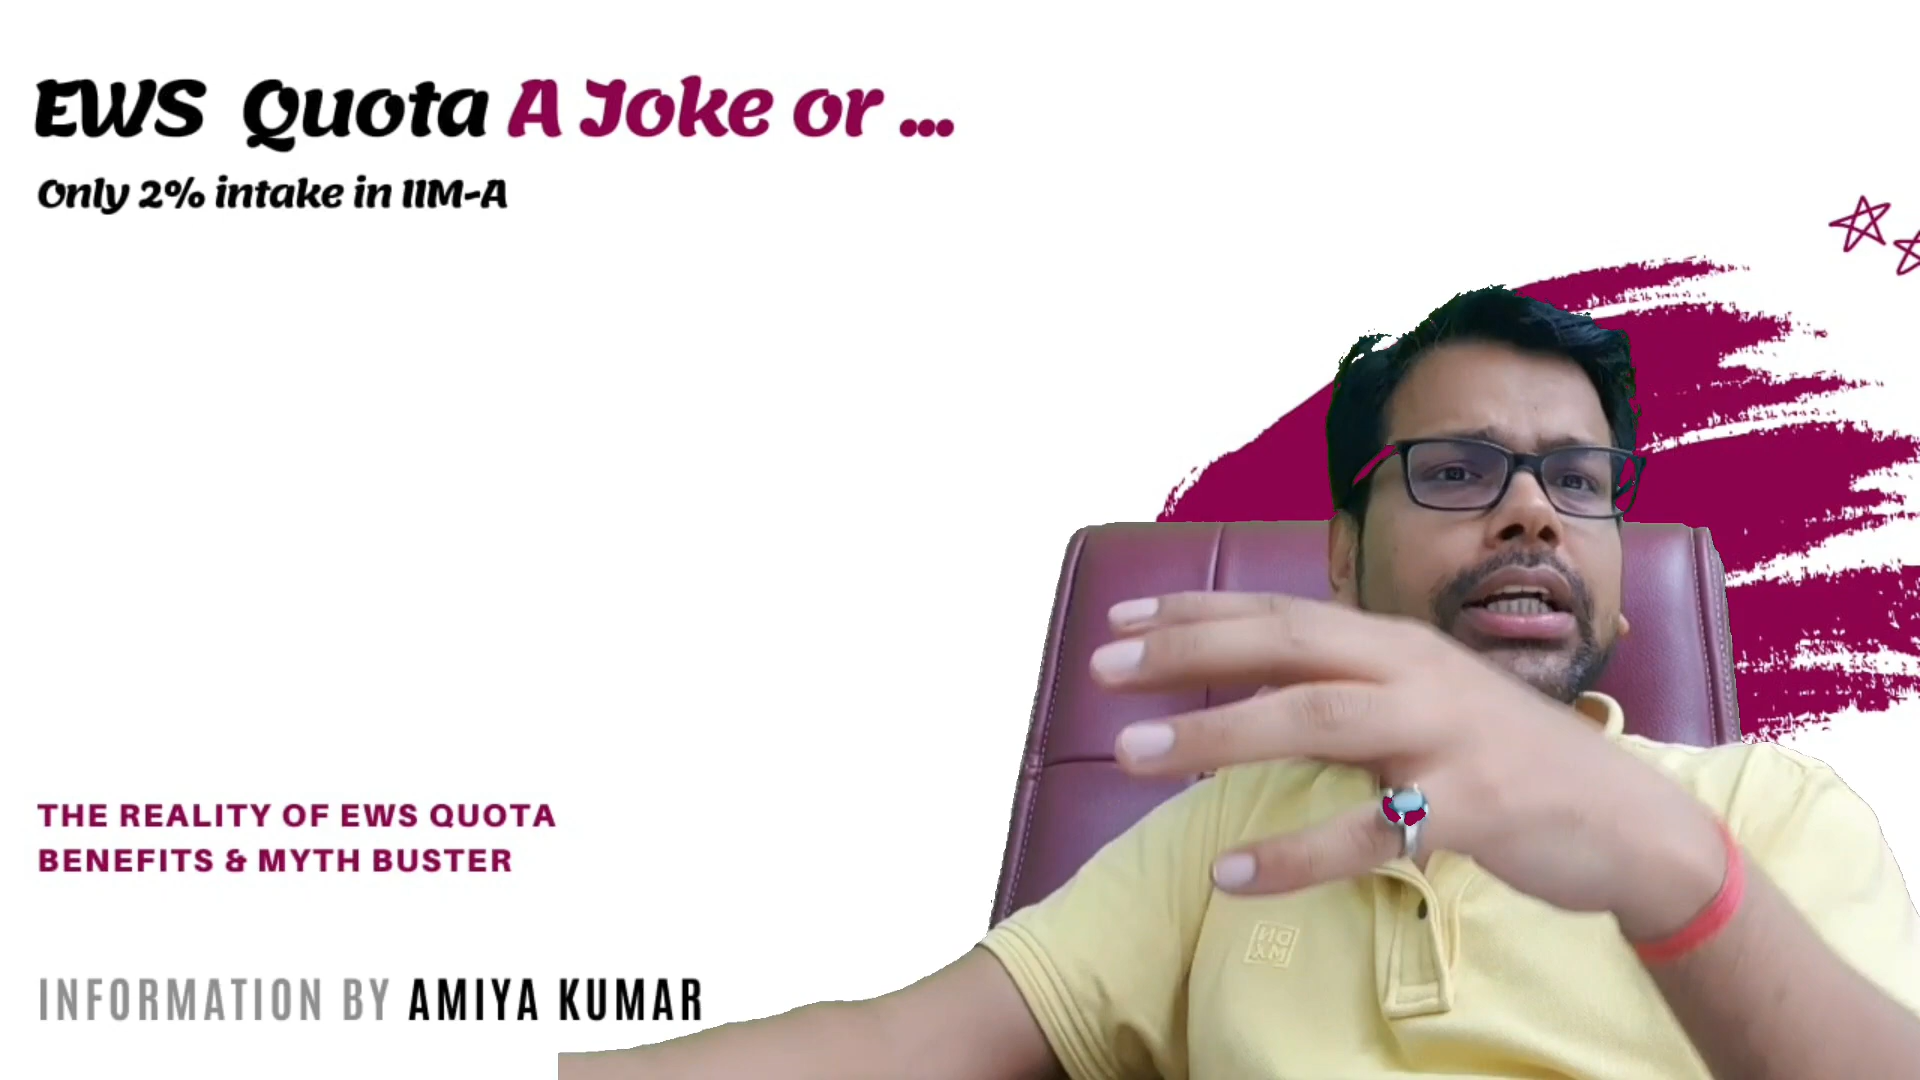 EWS Quota A Joke or ...
Only 2% intake in IIM-A
THE REALITY OF EWS QUOTA
BENEFITS & MYTH BUSTER
INFORMATION BY AMIYA KUMAR